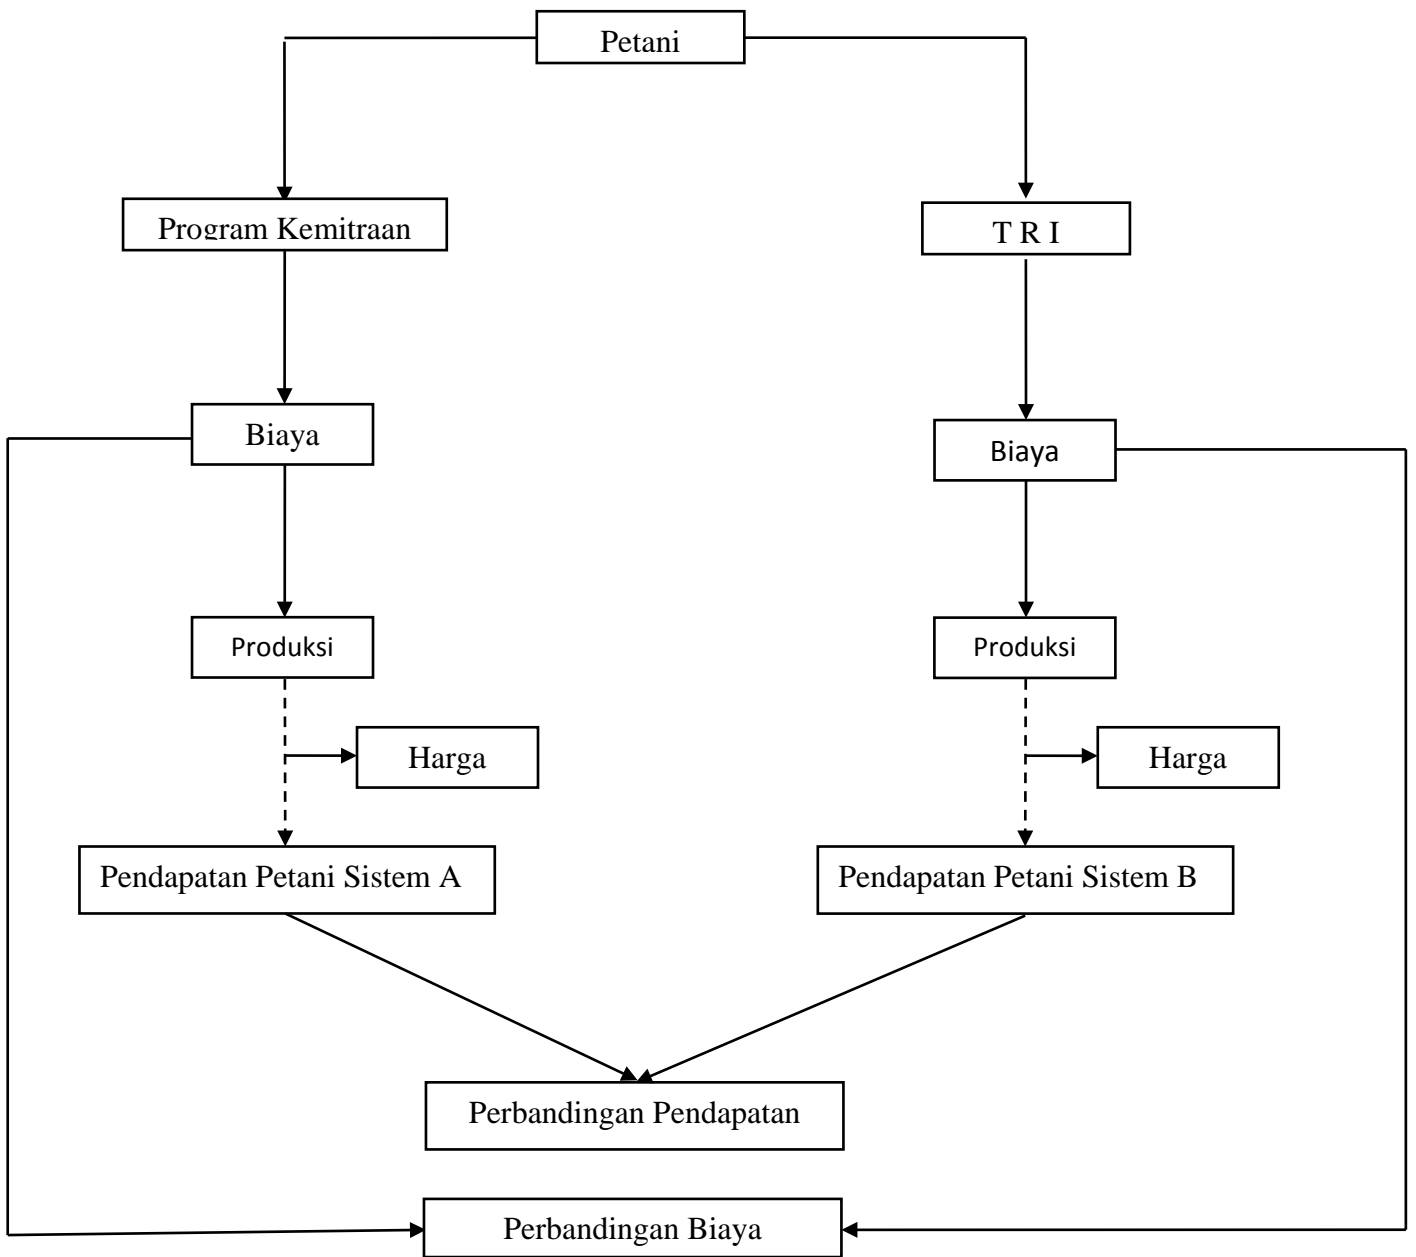 Petani
Program Kemitraan
T R I
Biaya
Biaya
Produksi
Produksi
Harga
Harga
Pendapatan Petani Sistem A
Pendapatan Petani Sistem B
Perbandingan Pendapatan
Perbandingan Biaya